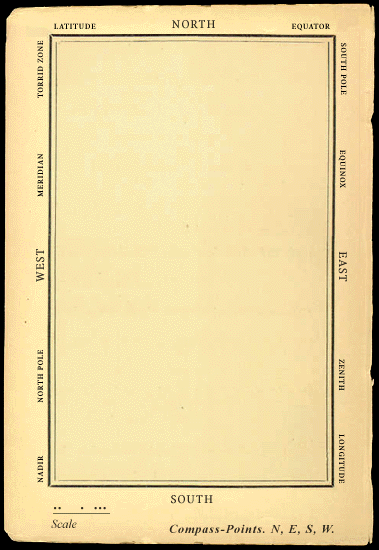 LATITUDE NORTH EQUATOR
TORRID ZONE
SOUTH POLE
MERIDIAN
EQUINOX
WEST
EAST
NORTH POLE
ZENITH
NADIR
LONGITUDE
SOUTH
Scale
Compass-Points. N, E, S, W.